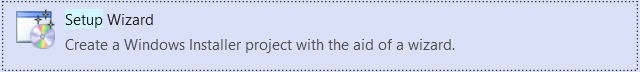 Setup Wizard
Create a Windows Installer project with the aid of a wizard.